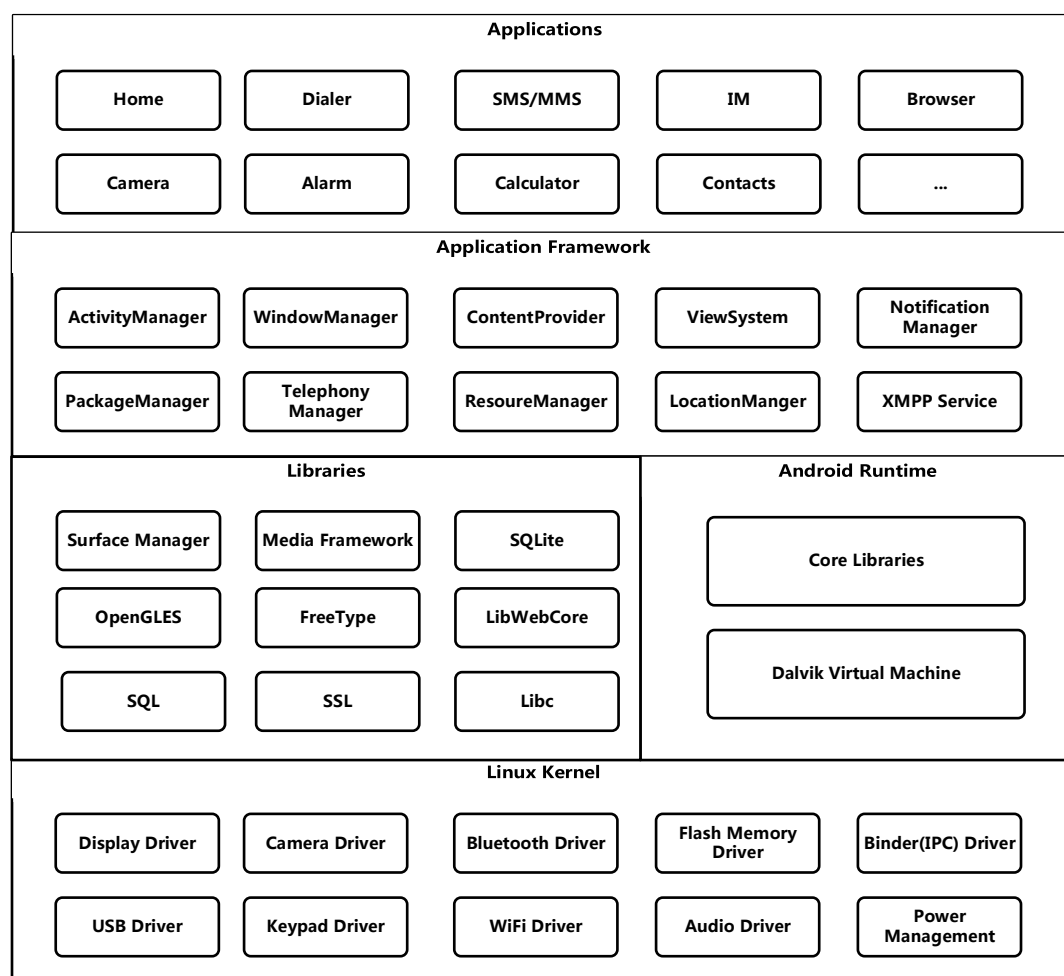 Applications
Home
Dialer
SMS/MMS
IM
Browser
Camera
Alarm
Calculator
Contacts
...
Application Framework
ActivityManager
WindowManager
ContentProvider
ViewSystem
Notification
Manager
PackageManager
Telephony
Manager
ResoureManager
LocationManger
XMPP Service
Libraries
Surface Manager
Media Framework
SQLite
OpenGLES
FreeType
LibWebCore
SQL
SSL
Libc
Android Runtime
Core Libraries
Dalvik Virtual Machine
Linux Kernel
Display Driver
Camera Driver
Bluetooth Driver
Flash Memory
Driver
Binder(IPC) Driver
USB Driver
Keypad Driver
WiFi Driver
Audio Driver
Power
Management